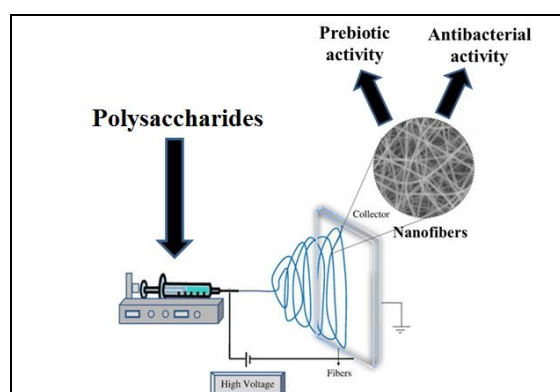 Prebiotic
activity
Antibacterial
activity
Polysaccharides
Collector
Nanofibers
Fibers
High Voltage